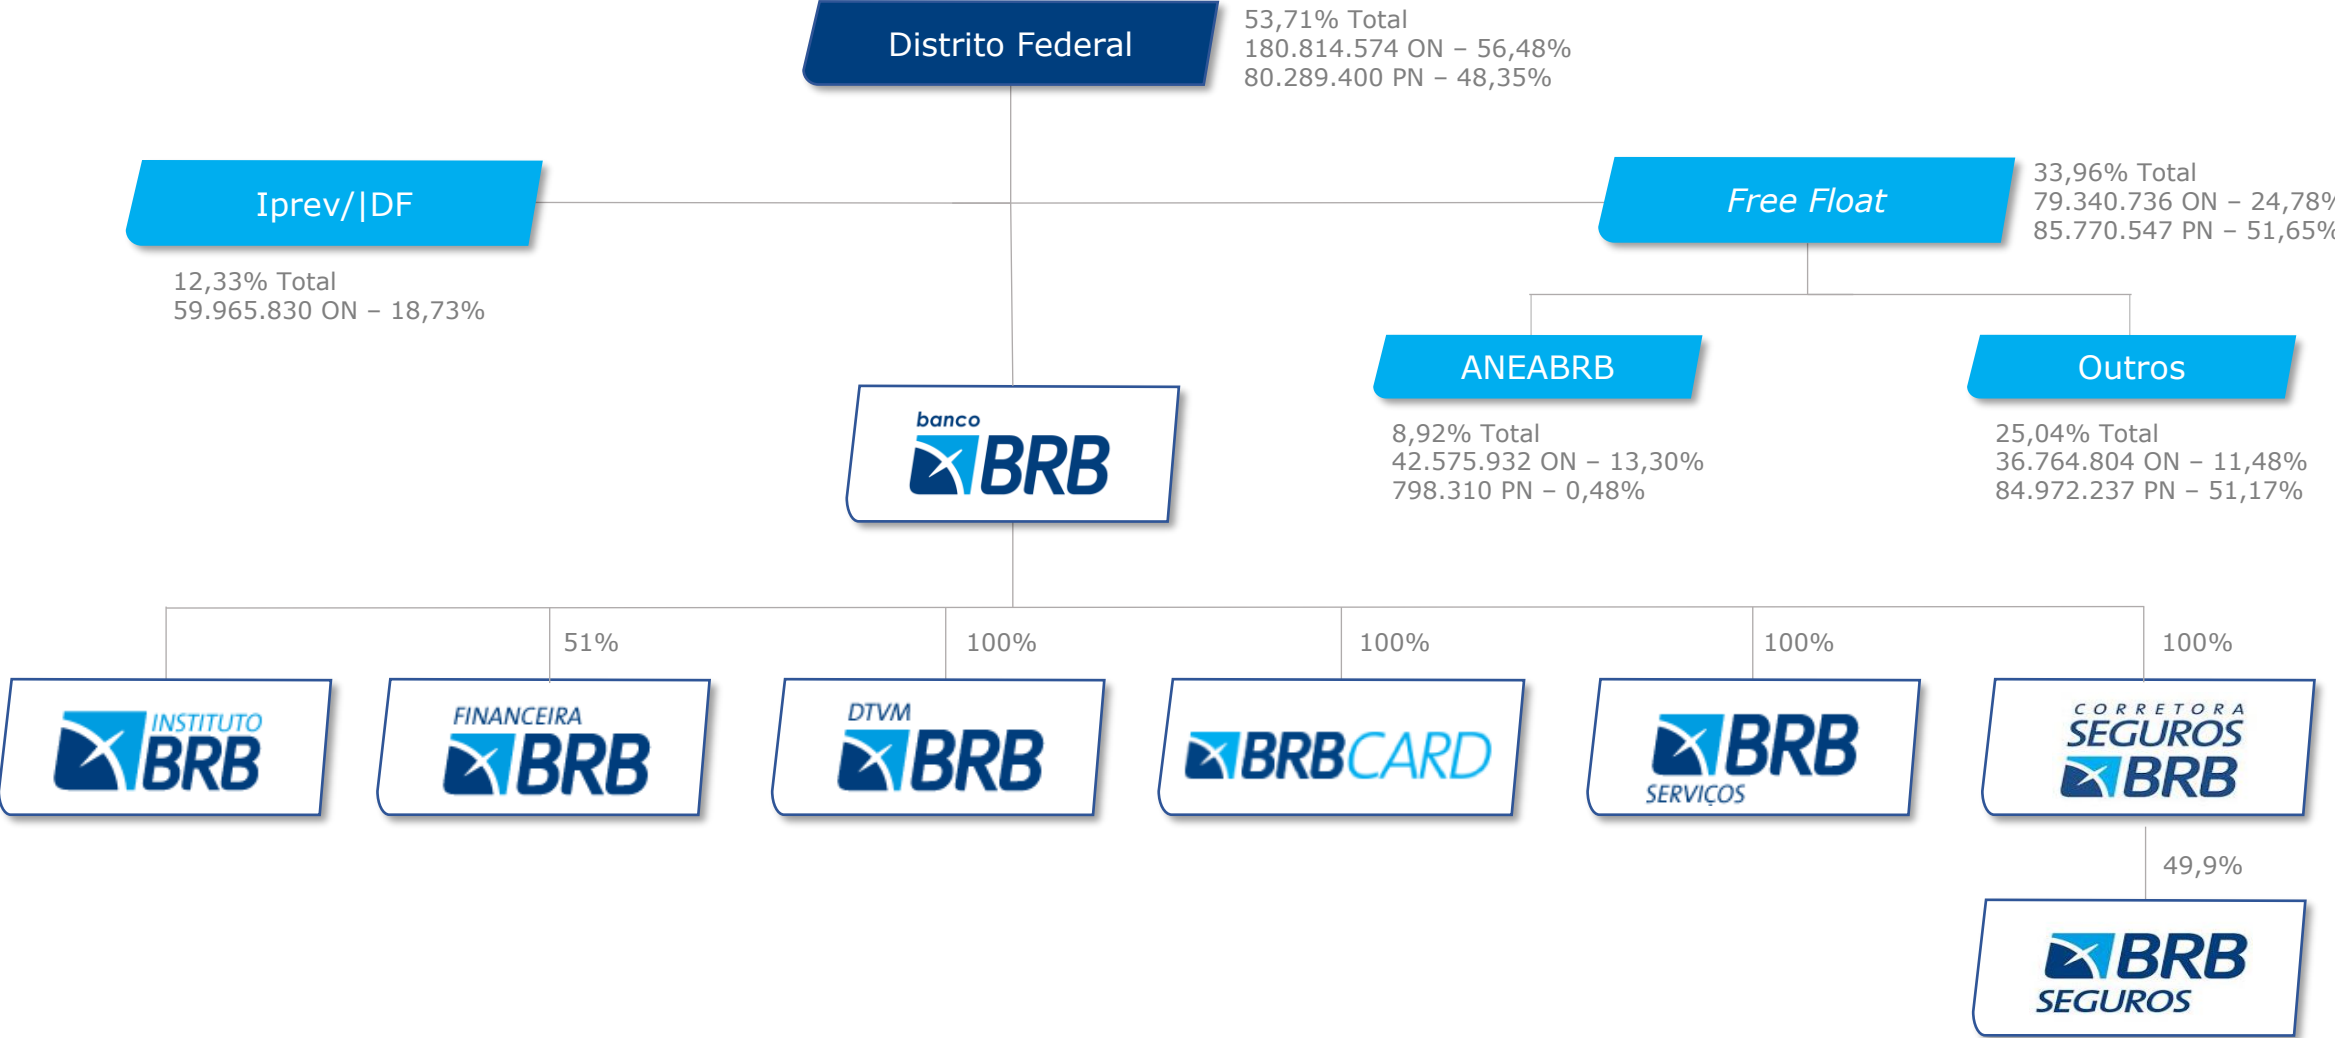 Distrito Federal
53,71% Total
180.814.574 ON – 56,48%
80.289.400 PN – 48,35%
Iprev/|DF
12,33% Total
59.965.830 ON – 18,73%
Free Float
33,96% Total
79.340.736 ON – 24,78%
85.770.547 PN – 51,65%
ANEABRB
8,92% Total
42.575.932 ON – 13,30%
798.310 PN – 0,48%
Outros
25,04% Total
36.764.804 ON – 11,48%
84.972.237 PN – 51,17%
banco
BRB
51%
100%
100%
100%
100%
INSTITUTO
BRB
FINANCEIRA
BRB
DTVM
BRB
BRBCARD
BRB
SERVIÇOS
CORRETORA
SEGUROS
BRB
49,9%
BRB
SEGUROS